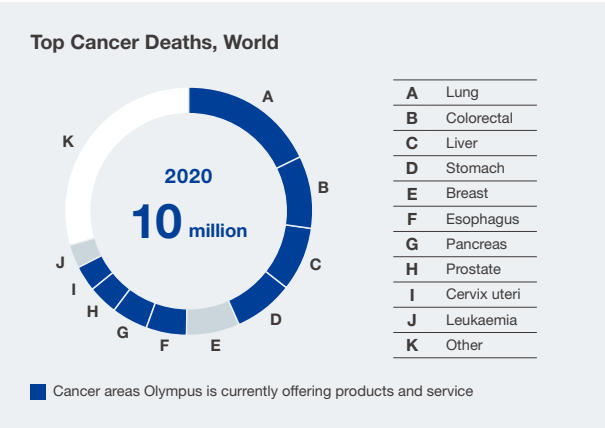 Top Cancer Deaths, World
A
B
C
D
E
F
G
H
I
J
K
2020
10 million
A Lung
B Colorectal
C Liver
D Stomach
E Breast
F Esophagus
G Pancreas
H Prostate
I Cervix uteri
J Leukaemia
K Other
Cancer areas Olympus is currently offering products and service